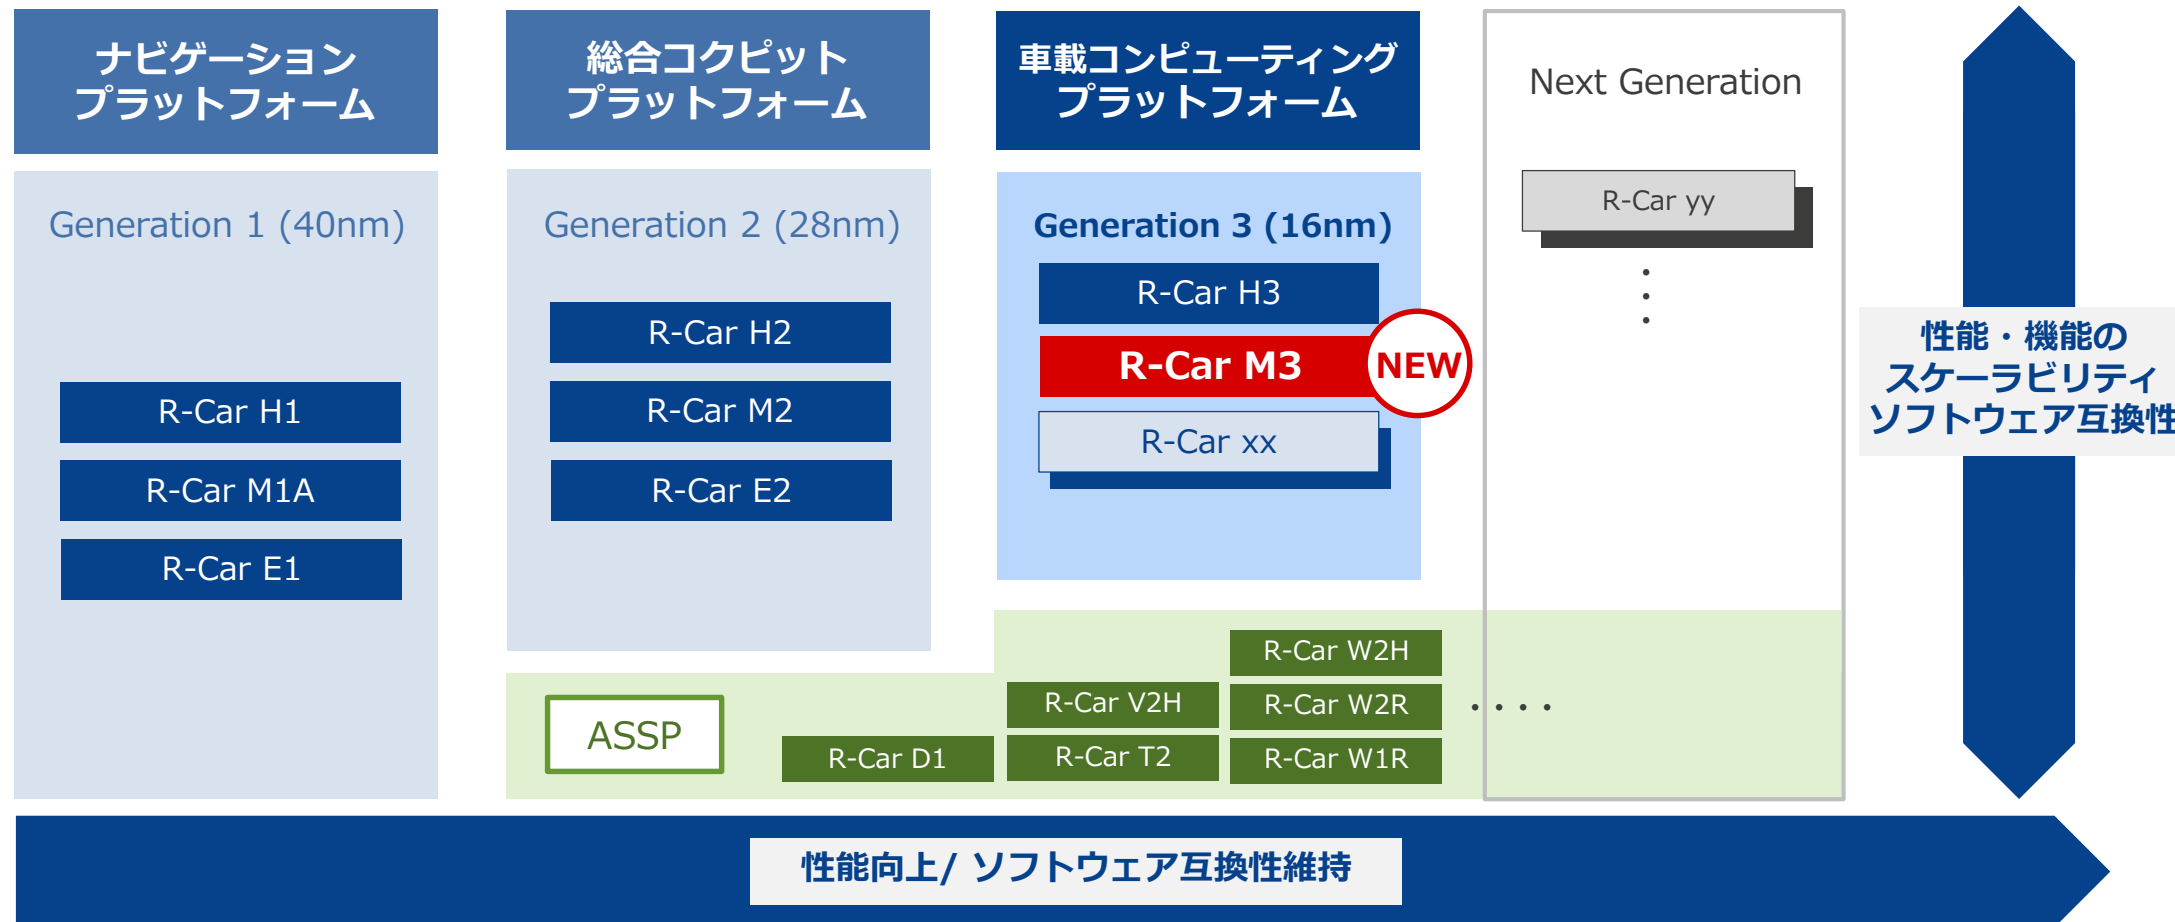 ナビゲーション
プラットフォーム
Generation 1 (40nm)
R-Car H1
R-Car M1A
R-Car E1
総合コクピット
プラットフォーム
Generation 2 (28nm)
R-Car H2
R-Car M2
R-Car E2
車載コンピューティング
プラットフォーム
Generation 3 (16nm)
R-Car H3
R-Car M3
NEW
R-Car xx
Next Generation
R-Car yy
・
・
・
ASSP
R-Car D1
R-Car V2H
R-Car T2
R-Car W2H
R-Car W2R
R-Car W1R
・・・・
性能・機能の
スケーラビリティ
ソフトウェア互換性
性能向上/ ソフトウェア互換性維持